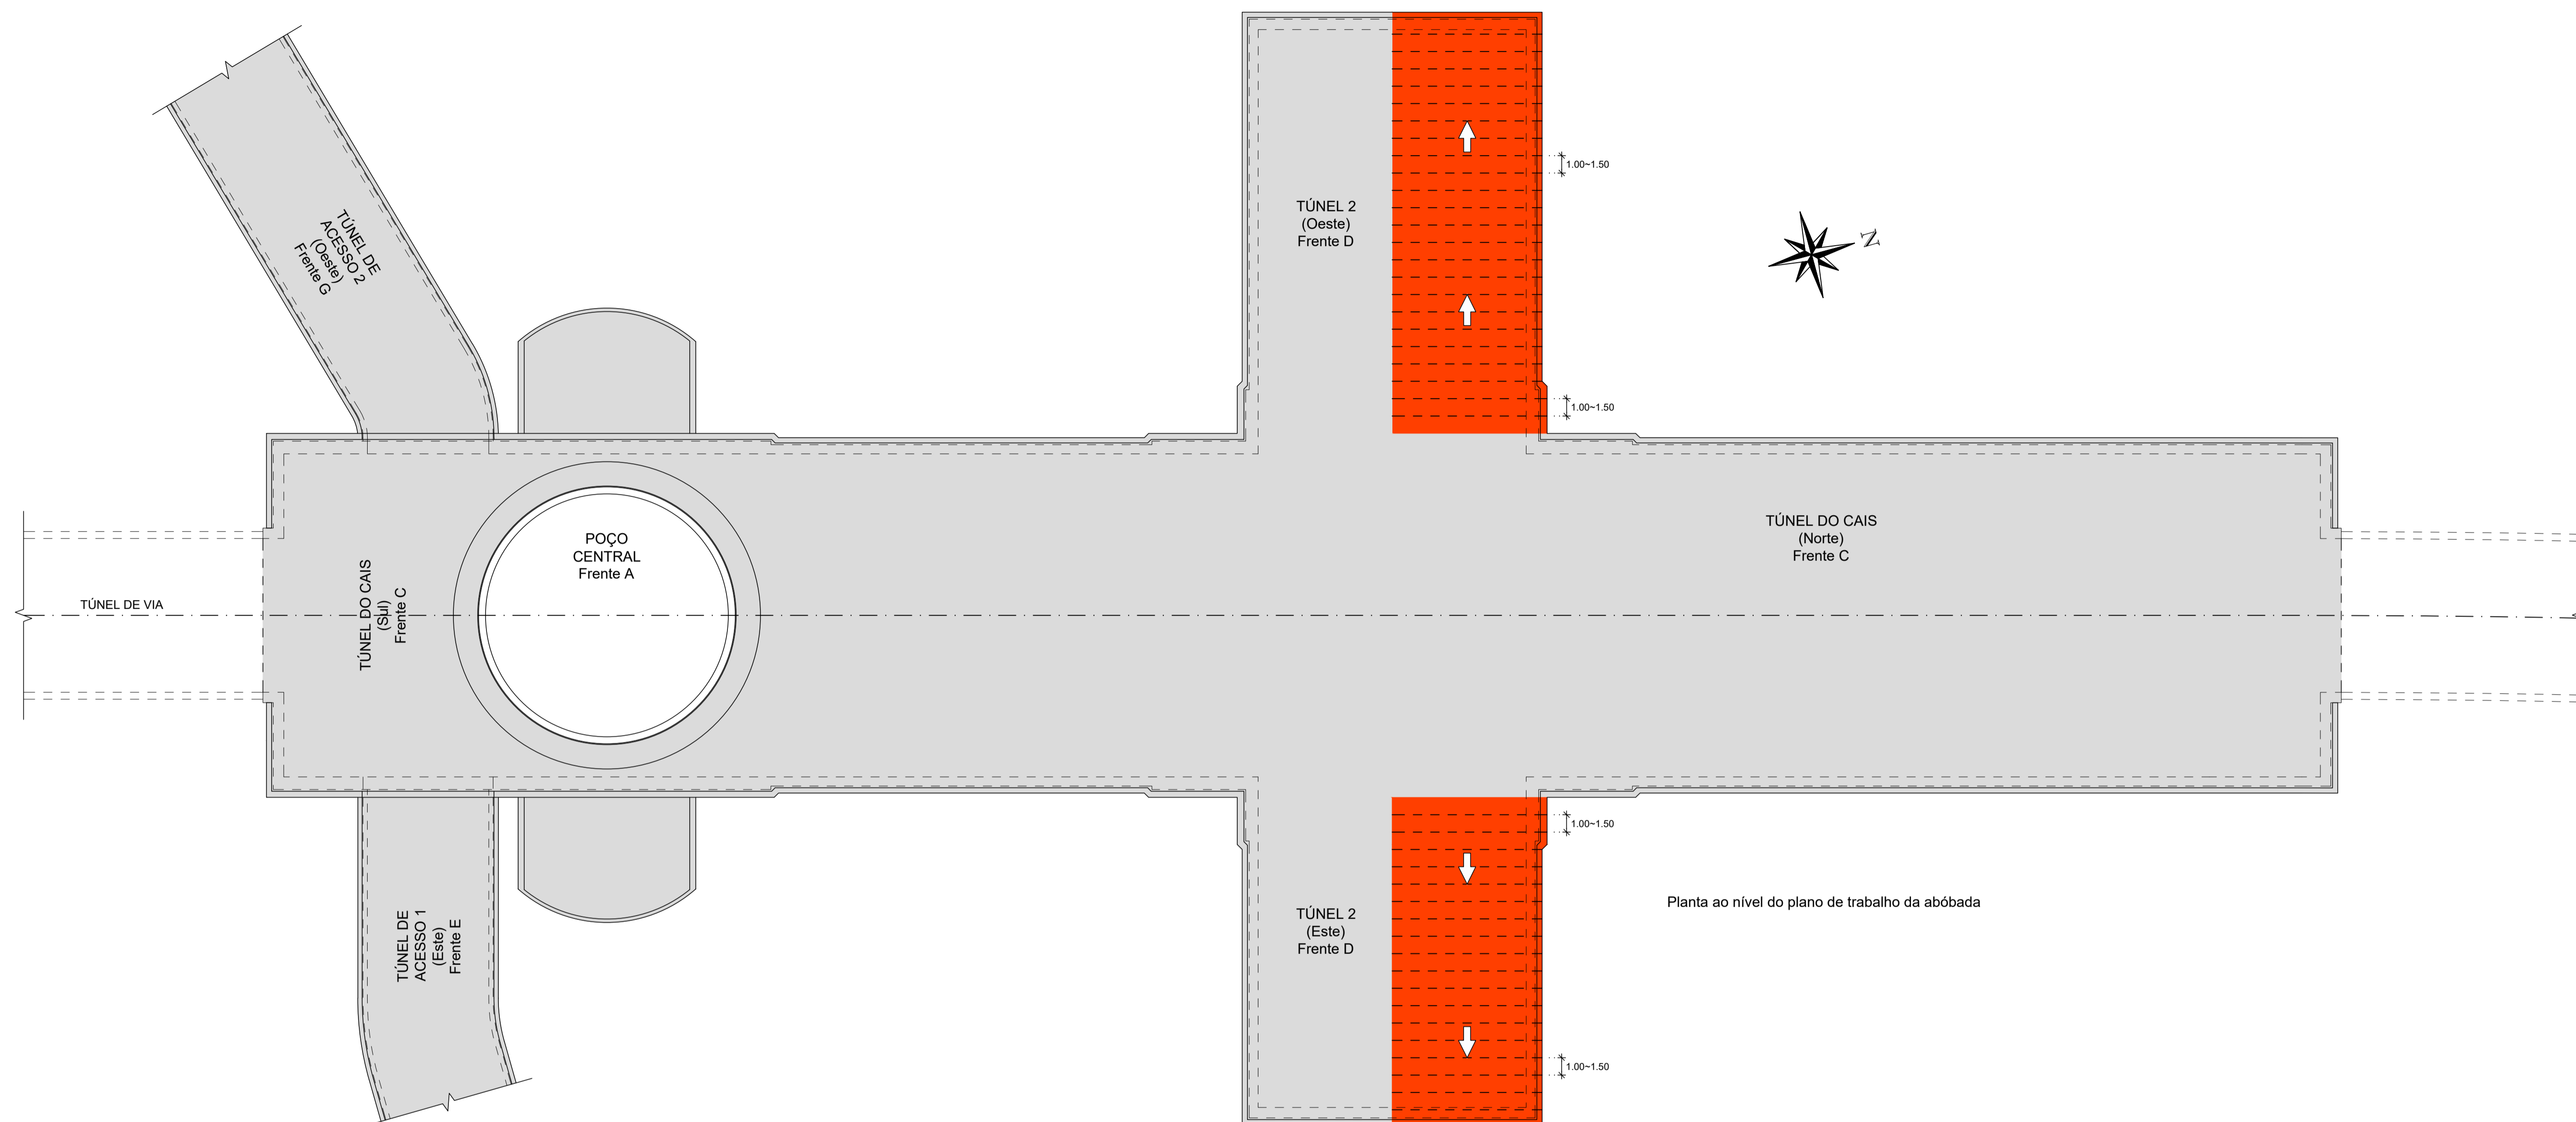 TÚNEL DE
ACESSO 2
(Oeste)
Frente G
TÚNEL 2
(Oeste)
Frente D
1.00~1.50
1.00~1.50
N
TÚNEL DE VIA
TÚNEL DO CAIS
(Sul)
Frente C
POÇO
CENTRAL
Frente A
TÚNEL DO CAIS
(Norte)
Frente C
TÚNEL DE
ACESSO 1
(Este)
Frente E
TÚNEL 2
(Este)
Frente D
1.00~1.50
1.00~1.50
Planta ao nível do plano de trabalho da abóbada